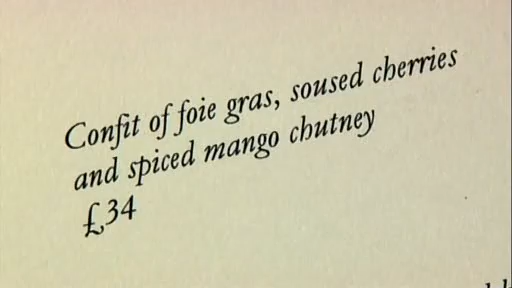 Confit of foie gras, soused cherries
and spiced mango chutney
£34